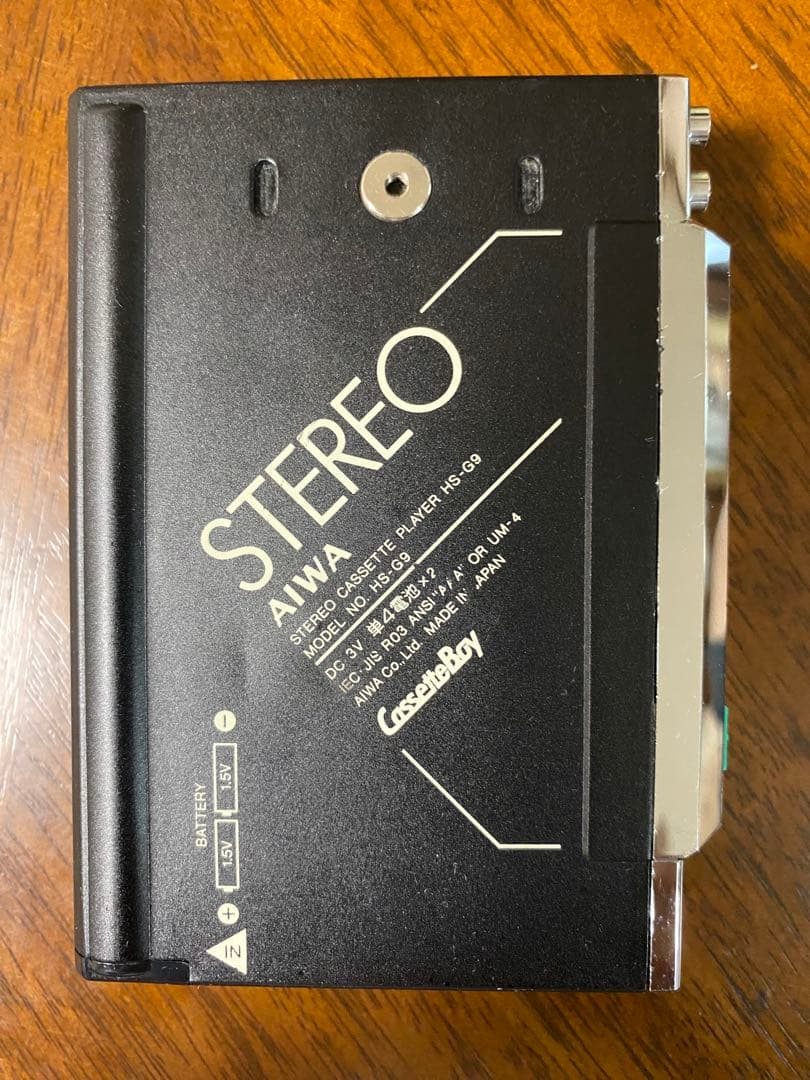 STEREO
AIWA
STEREO CASSETTE PLAYER HS-G9
MODEL NO. HS-G9
DC 3V 単4電池×2
IEC JIS R03 ANSI OR UM-4
AIWA Co., Ltd. MADE IN JAPAN
CassetteBoy
BATTERY
+ 1.5V 1.5V −
IN